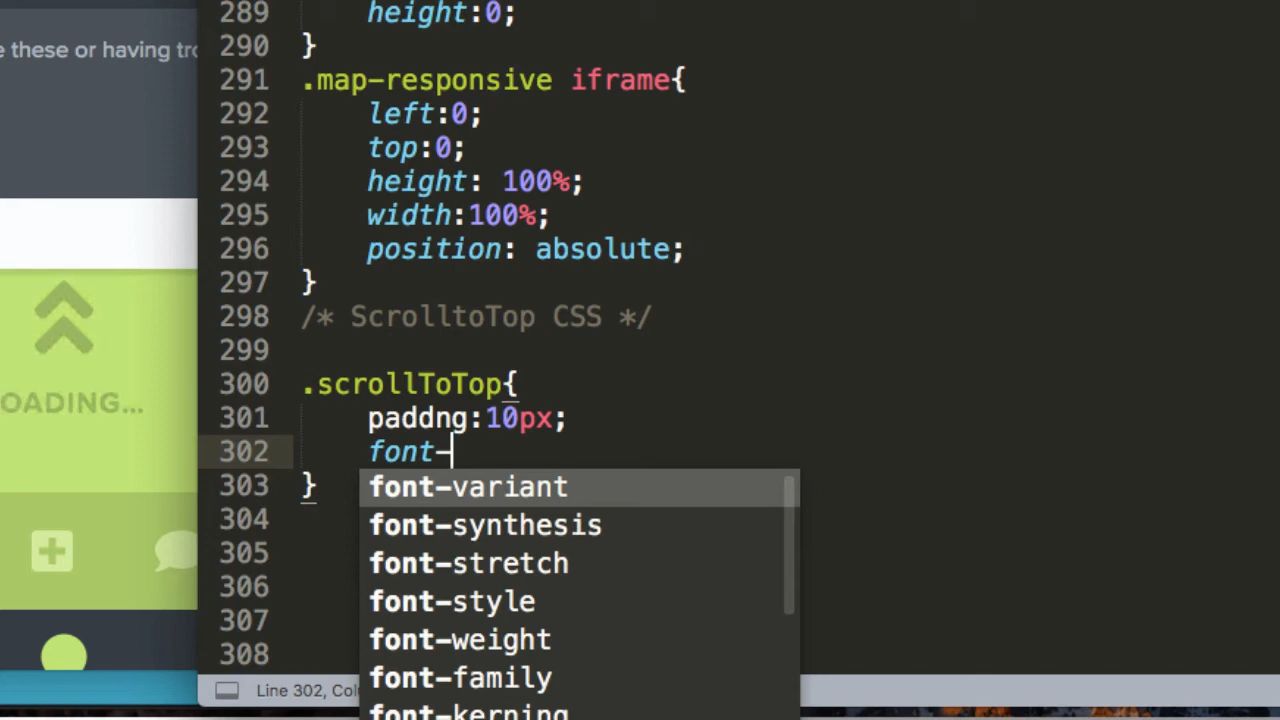 e these or having tro
OADING...
289 height:0;
290 }
291 .map-responsive iframe{
292 left:0;
293 top:0;
294 height: 100%;
295 width:100%;
296 position: absolute;
297 }
298 /* ScrolltoTop CSS */
299
300 .scrollToTop{
301 paddng:10px;
302 font-
303 }
304
305
306
307
308
font-variant
font-synthesis
font-stretch
font-style
font-weight
font-family
font-kerning
Line 302, Col